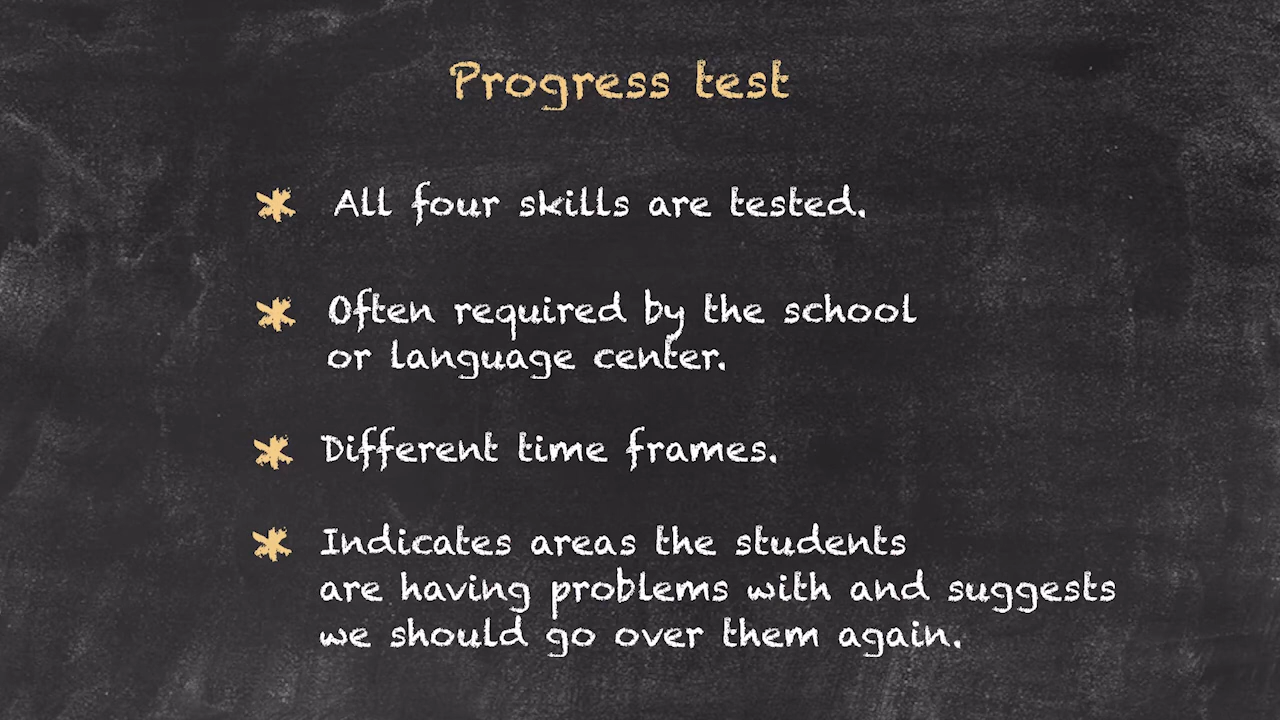 Progress test
* All four skills are tested.
* Often required by the school
or language center.
* Different time frames.
* Indicates areas the students
are having problems with and suggests
we should go over them again.